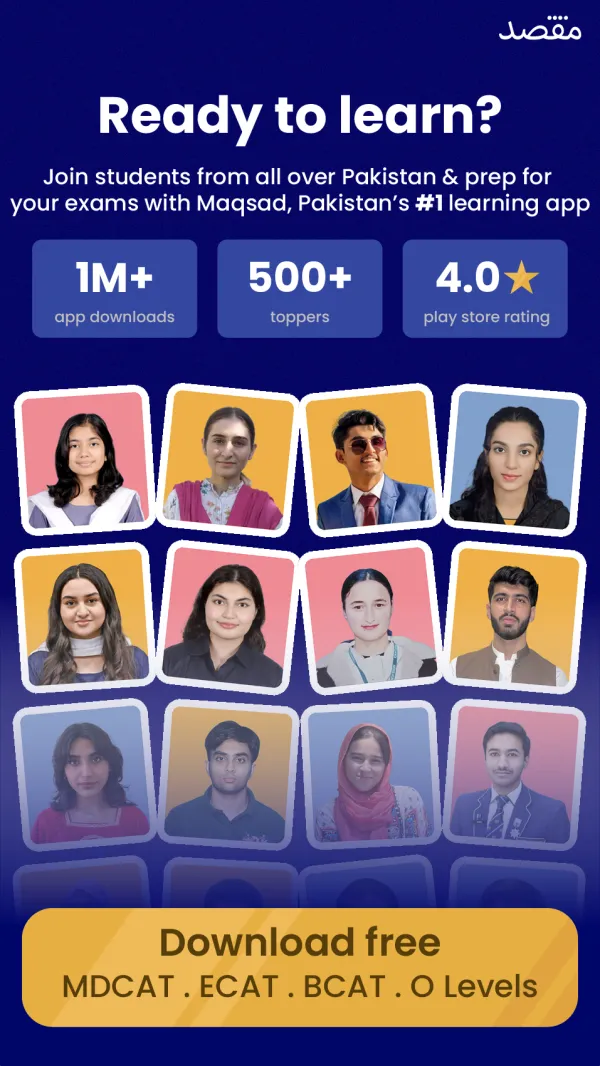 مقصد
Ready to learn?
Join students from all over Pakistan & prep for
your exams with Maqsad, Pakistan's #1 learning app
1M+ 500+ 4.0★
app downloads toppers play store rating
Download free
MDCAT . ECAT . BCAT . O Levels